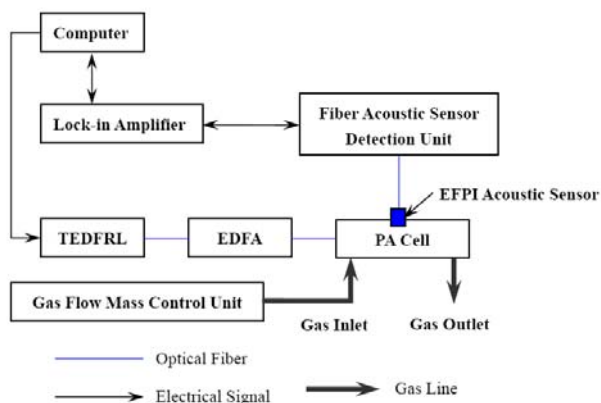 Computer
Lock-in Amplifier
Fiber Acoustic Sensor
Detection Unit
EFPI Acoustic Sensor
TEDFRL
EDFA
PA Cell
Gas Flow Mass Control Unit
Gas Inlet
Gas Outlet
Optical Fiber
Electrical Signal
Gas Line